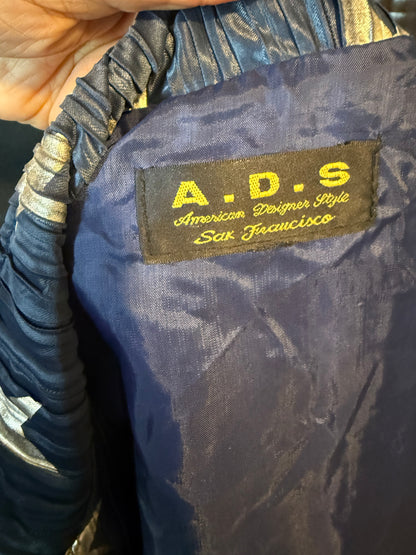 A.D.S
American Designer Style
San Francisco